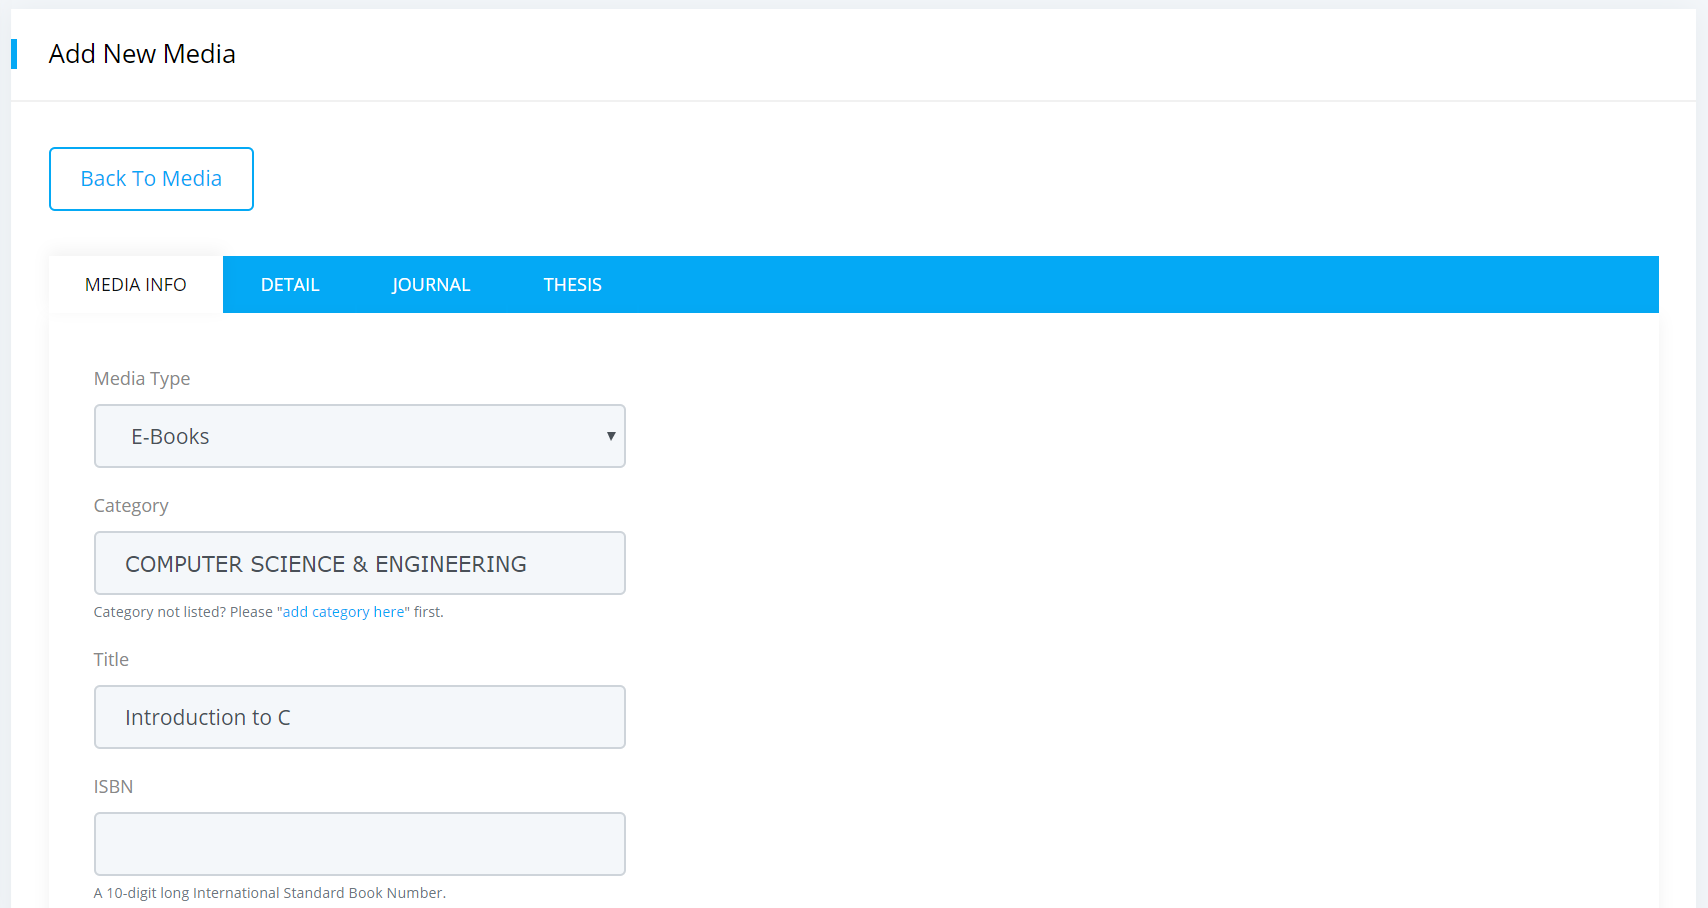 Add New Media
Back To Media
MEDIA INFO DETAIL JOURNAL THESIS
Media Type
E-Books
Category
COMPUTER SCIENCE & ENGINEERING
Category not listed? Please "add category here" first.
Title
Introduction to C
ISBN
A 10-digit long International Standard Book Number.